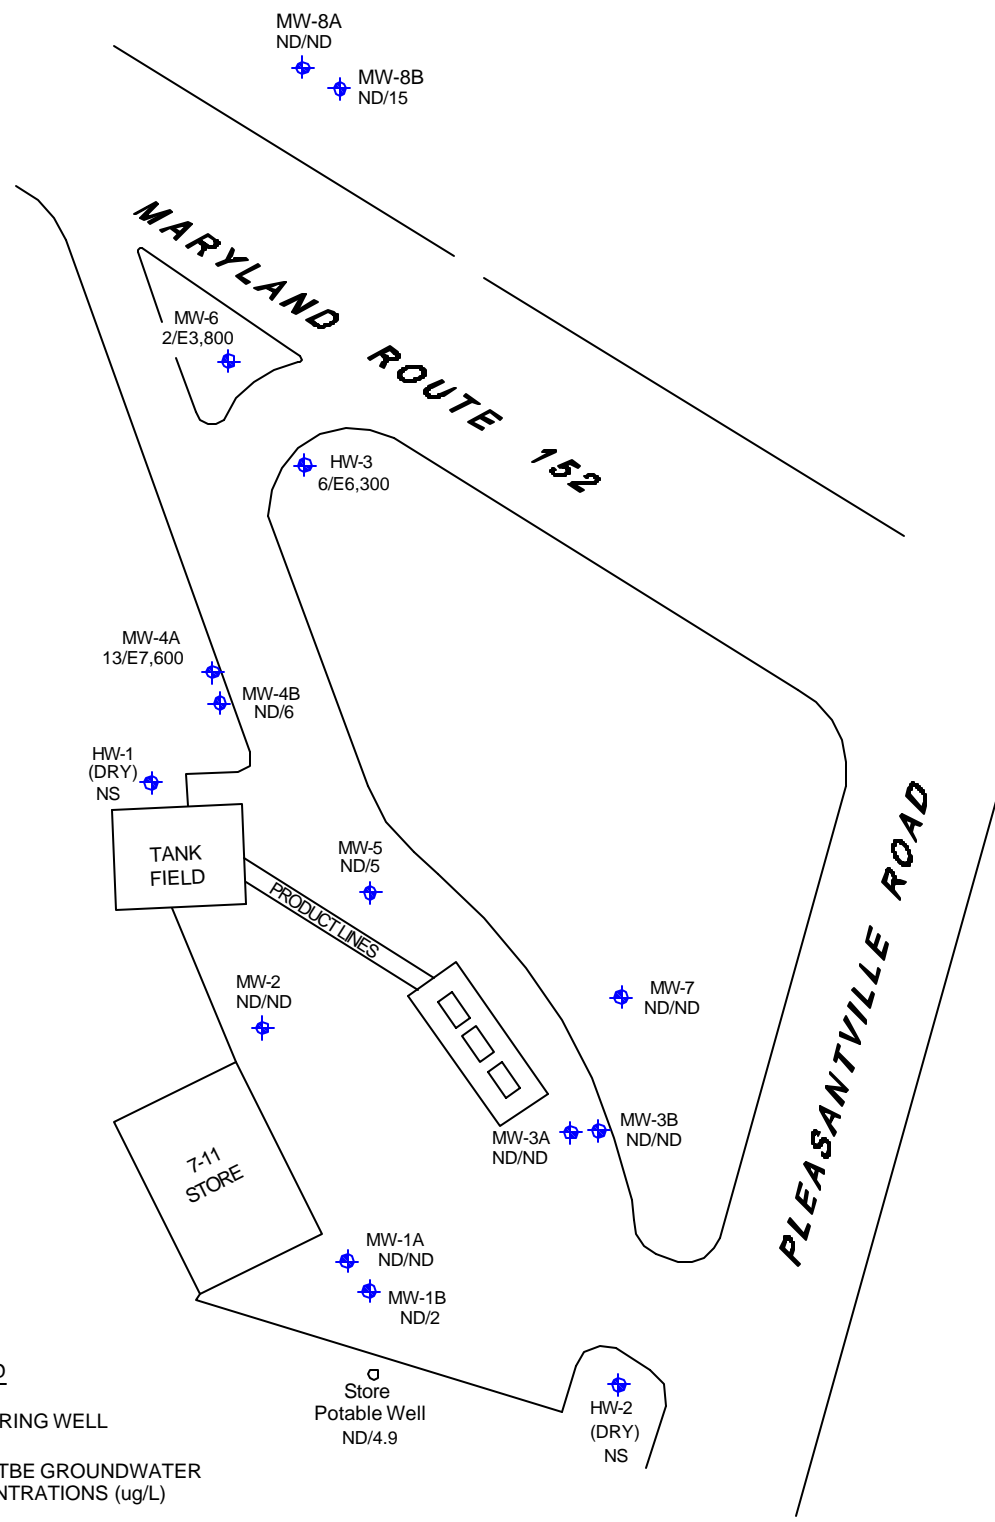 MW-8A
ND/ND
MW-8B
ND/15
MARYLAND ROUTE 152
MW-6
2/E3,800
HW-3
6/E6,300
MW-4A
13/E7,600
MW-4B
ND/6
HW-1
(DRY)
NS
TANK
FIELD
MW-5
ND/5
PRODUCT LINES
MW-2
ND/ND
MW-7
ND/ND
PLEASANTVILLE ROAD
MW-3A
ND/ND
MW-3B
ND/ND
7-11
STORE
MW-1A
ND/ND
MW-1B
ND/2
Store
Potable Well
ND/4.9
HW-2
(DRY)
NS
RING WELL
TBE GROUNDWATER
NTRATIONS (ug/L)